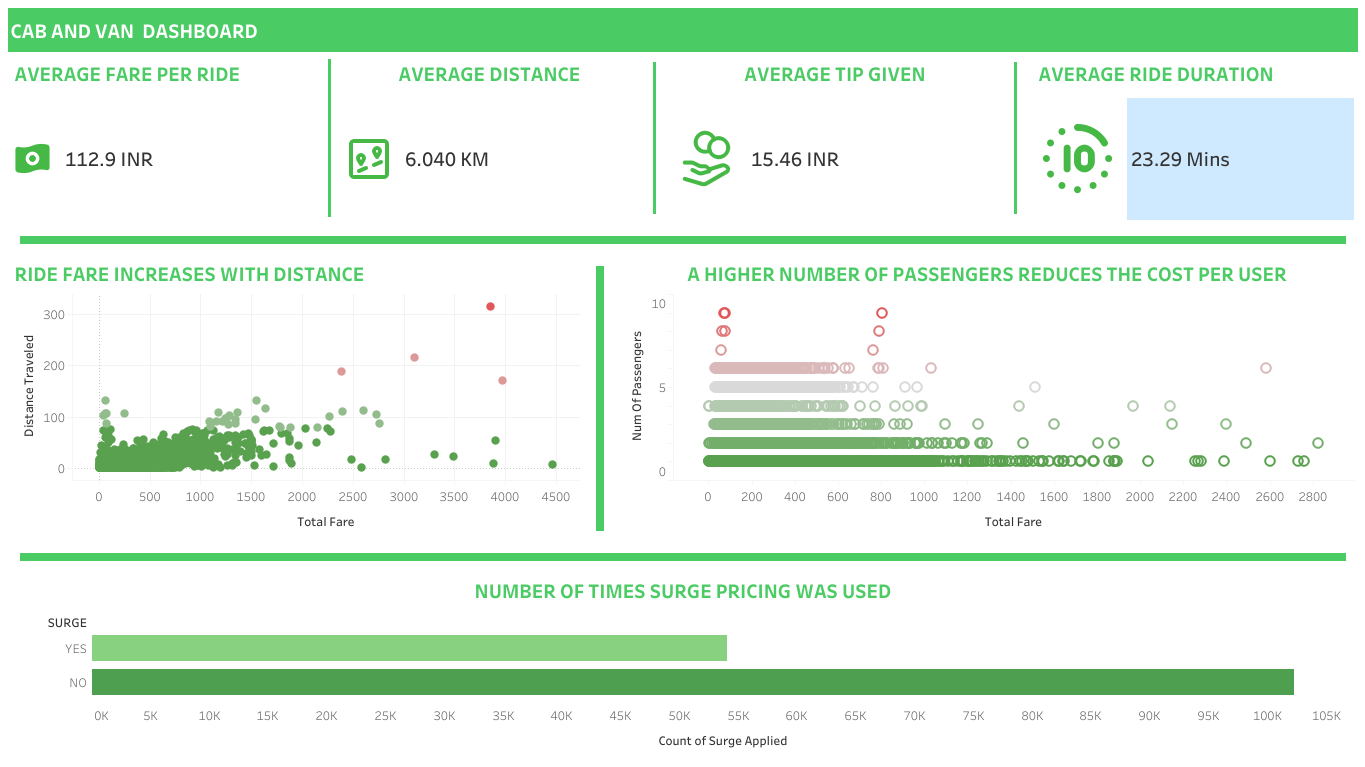 CAB AND VAN  DASHBOARD
AVERAGE FARE PER RIDE
AVERAGE DISTANCE
AVERAGE TIP GIVEN
AVERAGE RIDE DURATION
112.9 INR
6.040 KM
15.46 INR
10
23.29 Mins
RIDE FARE INCREASES WITH DISTANCE
300
200
100
0
Distance Traveled
0 500 1000 1500 2000 2500 3000 3500 4000 4500
Total Fare
A HIGHER NUMBER OF PASSENGERS REDUCES THE COST PER USER
10
5
0
Num Of Passengers
0 200 400 600 800 1000 1200 1400 1600 1800 2000 2200 2400 2600 2800
Total Fare
NUMBER OF TIMES SURGE PRICING WAS USED
SURGE
YES
NO
0K 5K 10K 15K 20K 25K 30K 35K 40K 45K 50K 55K 60K 65K 70K 75K 80K 85K 90K 95K 100K 105K
Count of Surge Applied